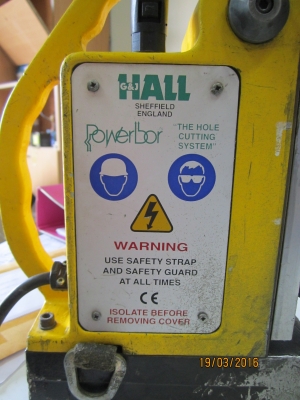 G&J
HALL
SHEFFIELD
ENGLAND
Powerbor
"THE HOLE
CUTTING
SYSTEM"
WARNING
USE SAFETY STRAP
AND SAFETY GUARD
AT ALL TIMES
CE
ISOLATE BEFORE
REMOVING COVER
19/03/2016